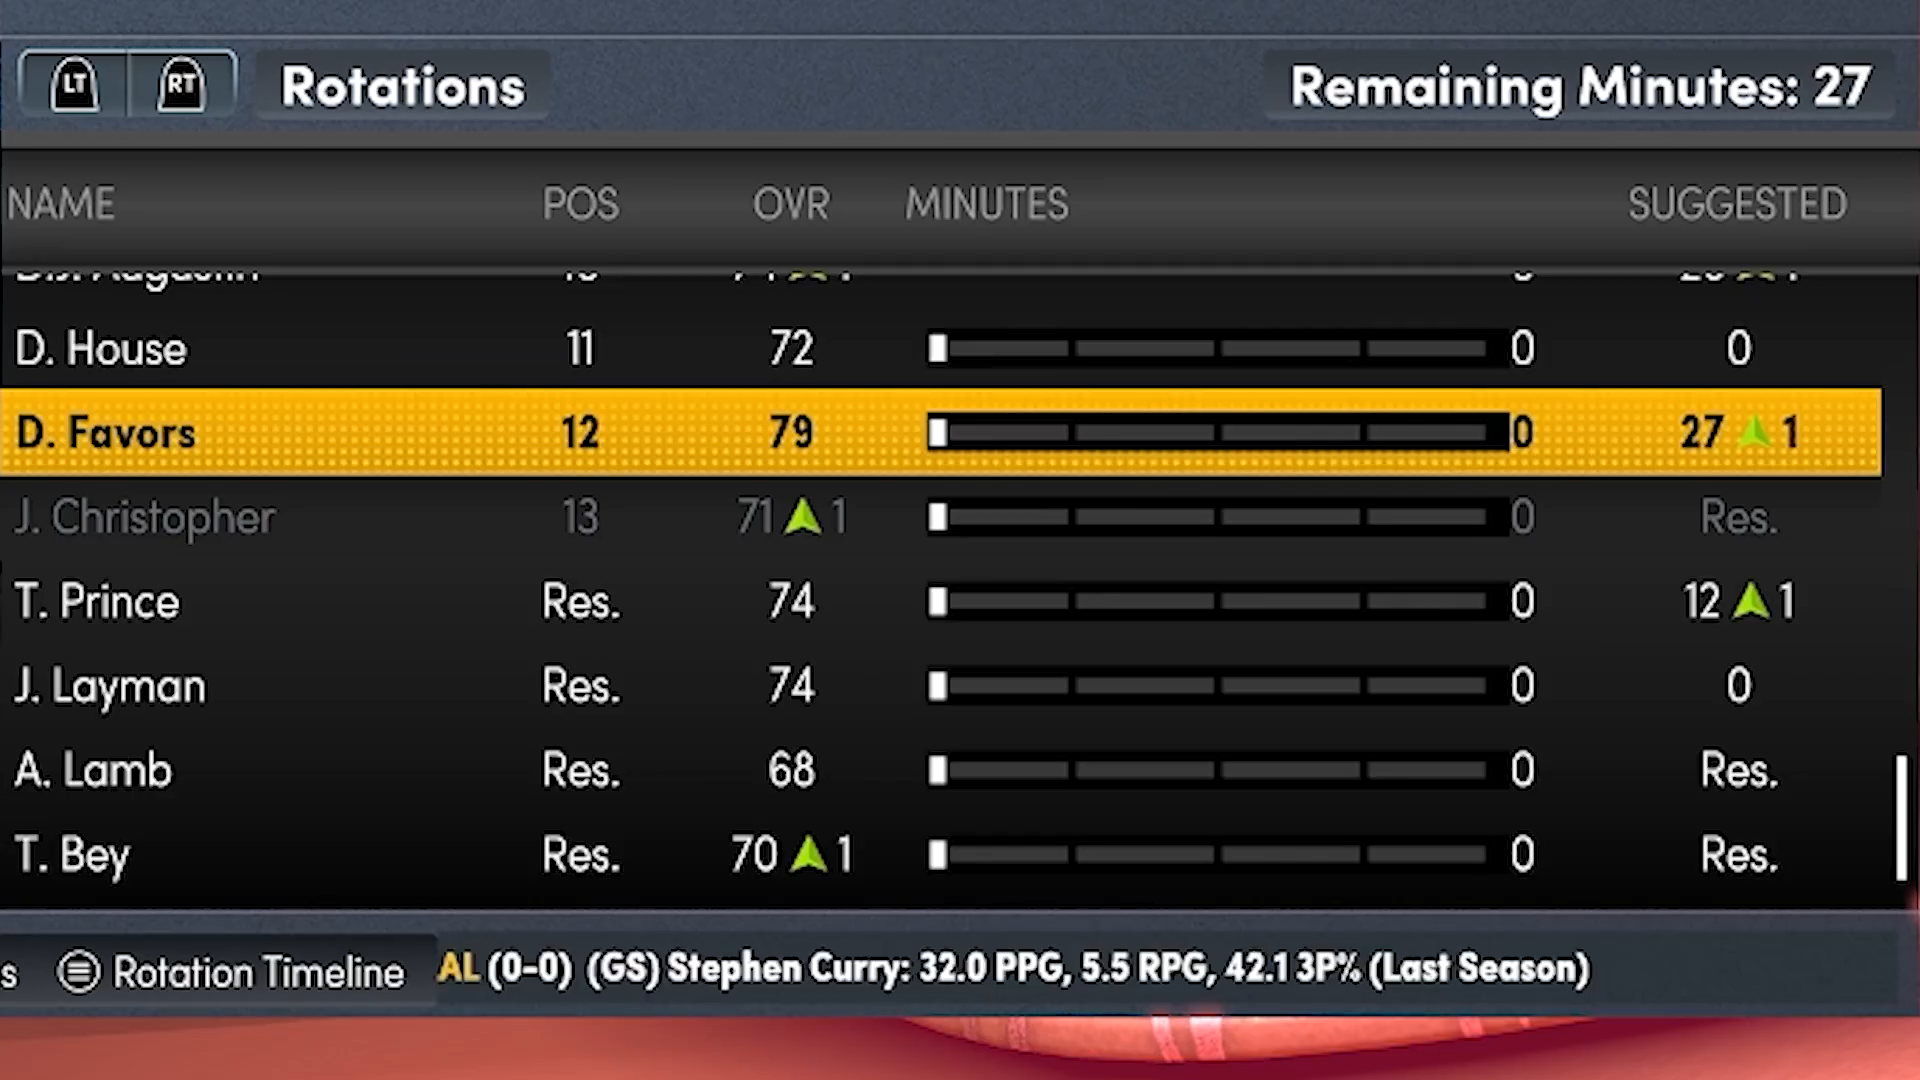 LT RT Rotations Remaining Minutes: 27
NAME POS OVR MINUTES SUGGESTED
D. House 11 72 0 0
D. Favors 12 79 0 27 1
J. Christopher 13 71 1 0 Res.
T. Prince Res. 74 0 12 1
J. Layman Res. 74 0 0
A. Lamb Res. 68 0 Res.
T. Bey Res. 70 1 0 Res.
s Rotation Timeline AL (0-0) (GS) Stephen Curry: 32.0 PPG, 5.5 RPG, 42.1 3P% (Last Season)